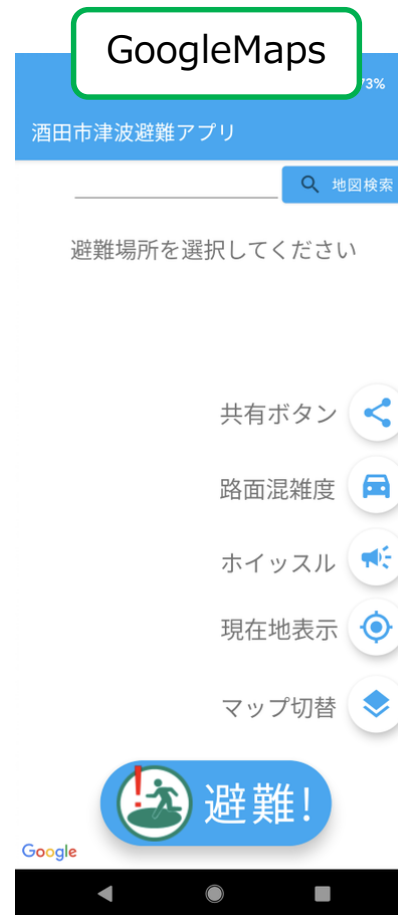 GoogleMaps
73%
酒田市津波避難アプリ
地図検索
避難場所を選択してください
共有ボタン
路面混雑度
ホイッスル
現在地表示
マップ切替
避難!
Google